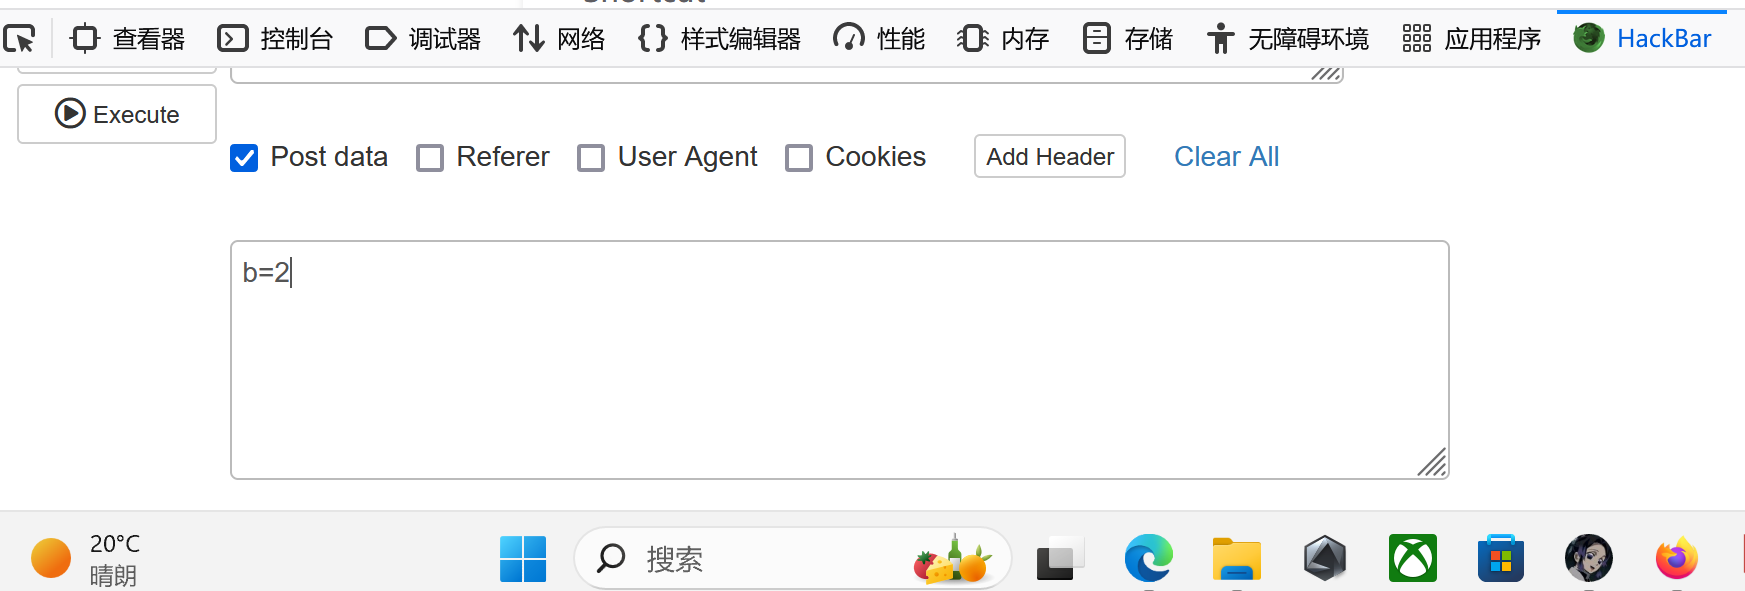 查看器 控制台 调试器 网络 样式编辑器 性能 内存 存储 无障碍环境 应用程序 HackBar
Execute
Post data Referer User Agent Cookies Add Header Clear All
b=2
20°C
晴朗
搜索